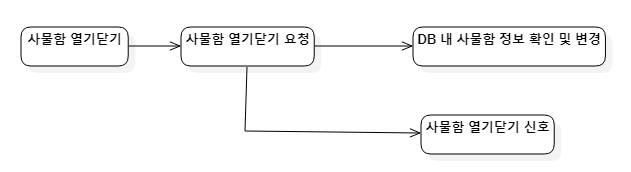 사물함 열기닫기
사물함 열기닫기 요청
DB 내 사물함 정보 확인 및 변경
사물함 열기닫기 신호